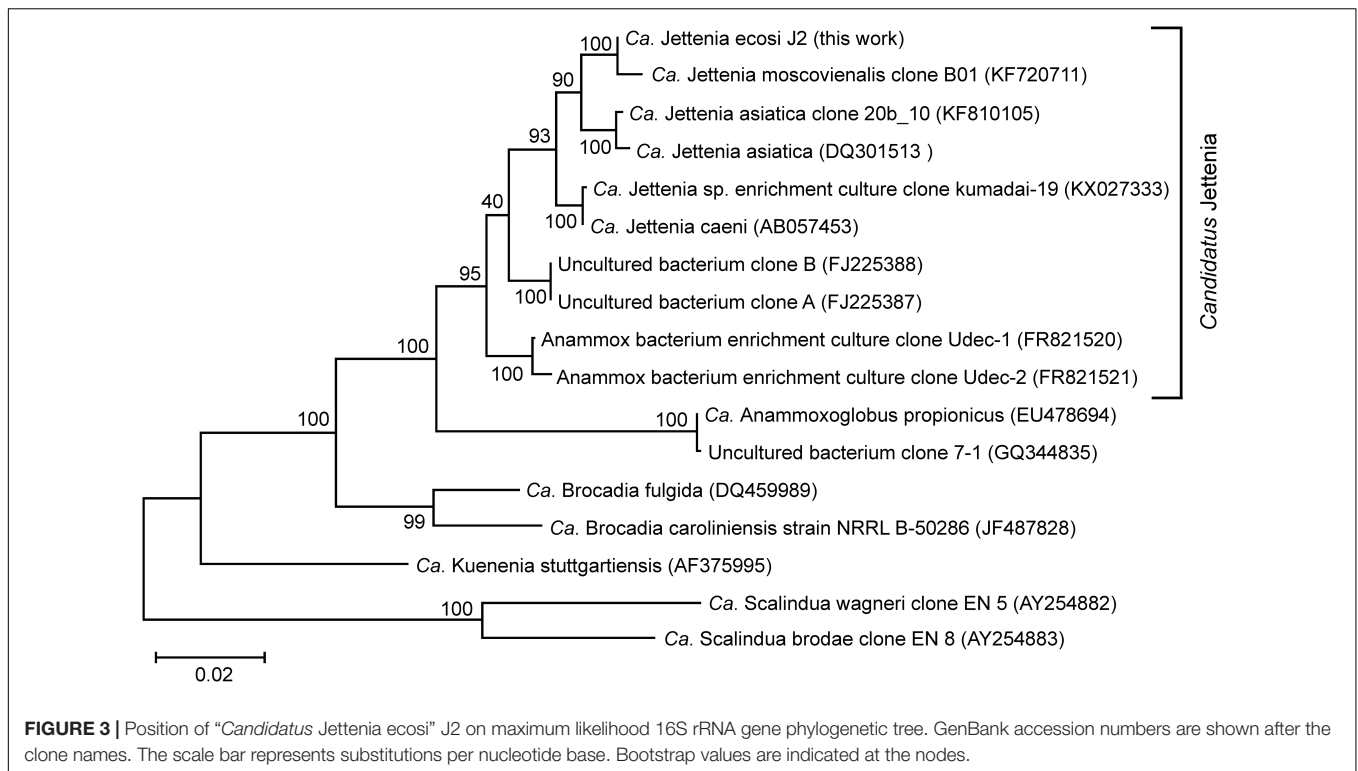 100
Ca. Jettenia ecosi J2 (this work)
Ca. Jettenia moscovienalis clone B01 (KF720711)
90
Ca. Jettenia asiatica clone 20b_10 (KF810105)
93
100
Ca. Jettenia asiatica (DQ301513 )
Ca. Jettenia sp. enrichment culture clone kumadai-19 (KX027333)
40
100
Ca. Jettenia caeni (AB057453)
Uncultured bacterium clone B (FJ225388)
95
100
Uncultured bacterium clone A (FJ225387)
Anammox bacterium enrichment culture clone Udec-1 (FR821520)
100
100
Anammox bacterium enrichment culture clone Udec-2 (FR821521)
Candidatus Jettenia
100
100
Ca. Anammoxoglobus propionicus (EU478694)
Uncultured bacterium clone 7-1 (GQ344835)
Ca. Brocadia fulgida (DQ459989)
99
Ca. Brocadia caroliniensis strain NRRL B-50286 (JF487828)
Ca. Kuenenia stuttgartiensis (AF375995)
100
Ca. Scalindua wagneri clone EN 5 (AY254882)
Ca. Scalindua brodae clone EN 8 (AY254883)
0.02
FIGURE 3 | Position of “Candidatus Jettenia ecosi” J2 on maximum likelihood 16S rRNA gene phylogenetic tree. GenBank accession numbers are shown after the
clone names. The scale bar represents substitutions per nucleotide base. Bootstrap values are indicated at the nodes.